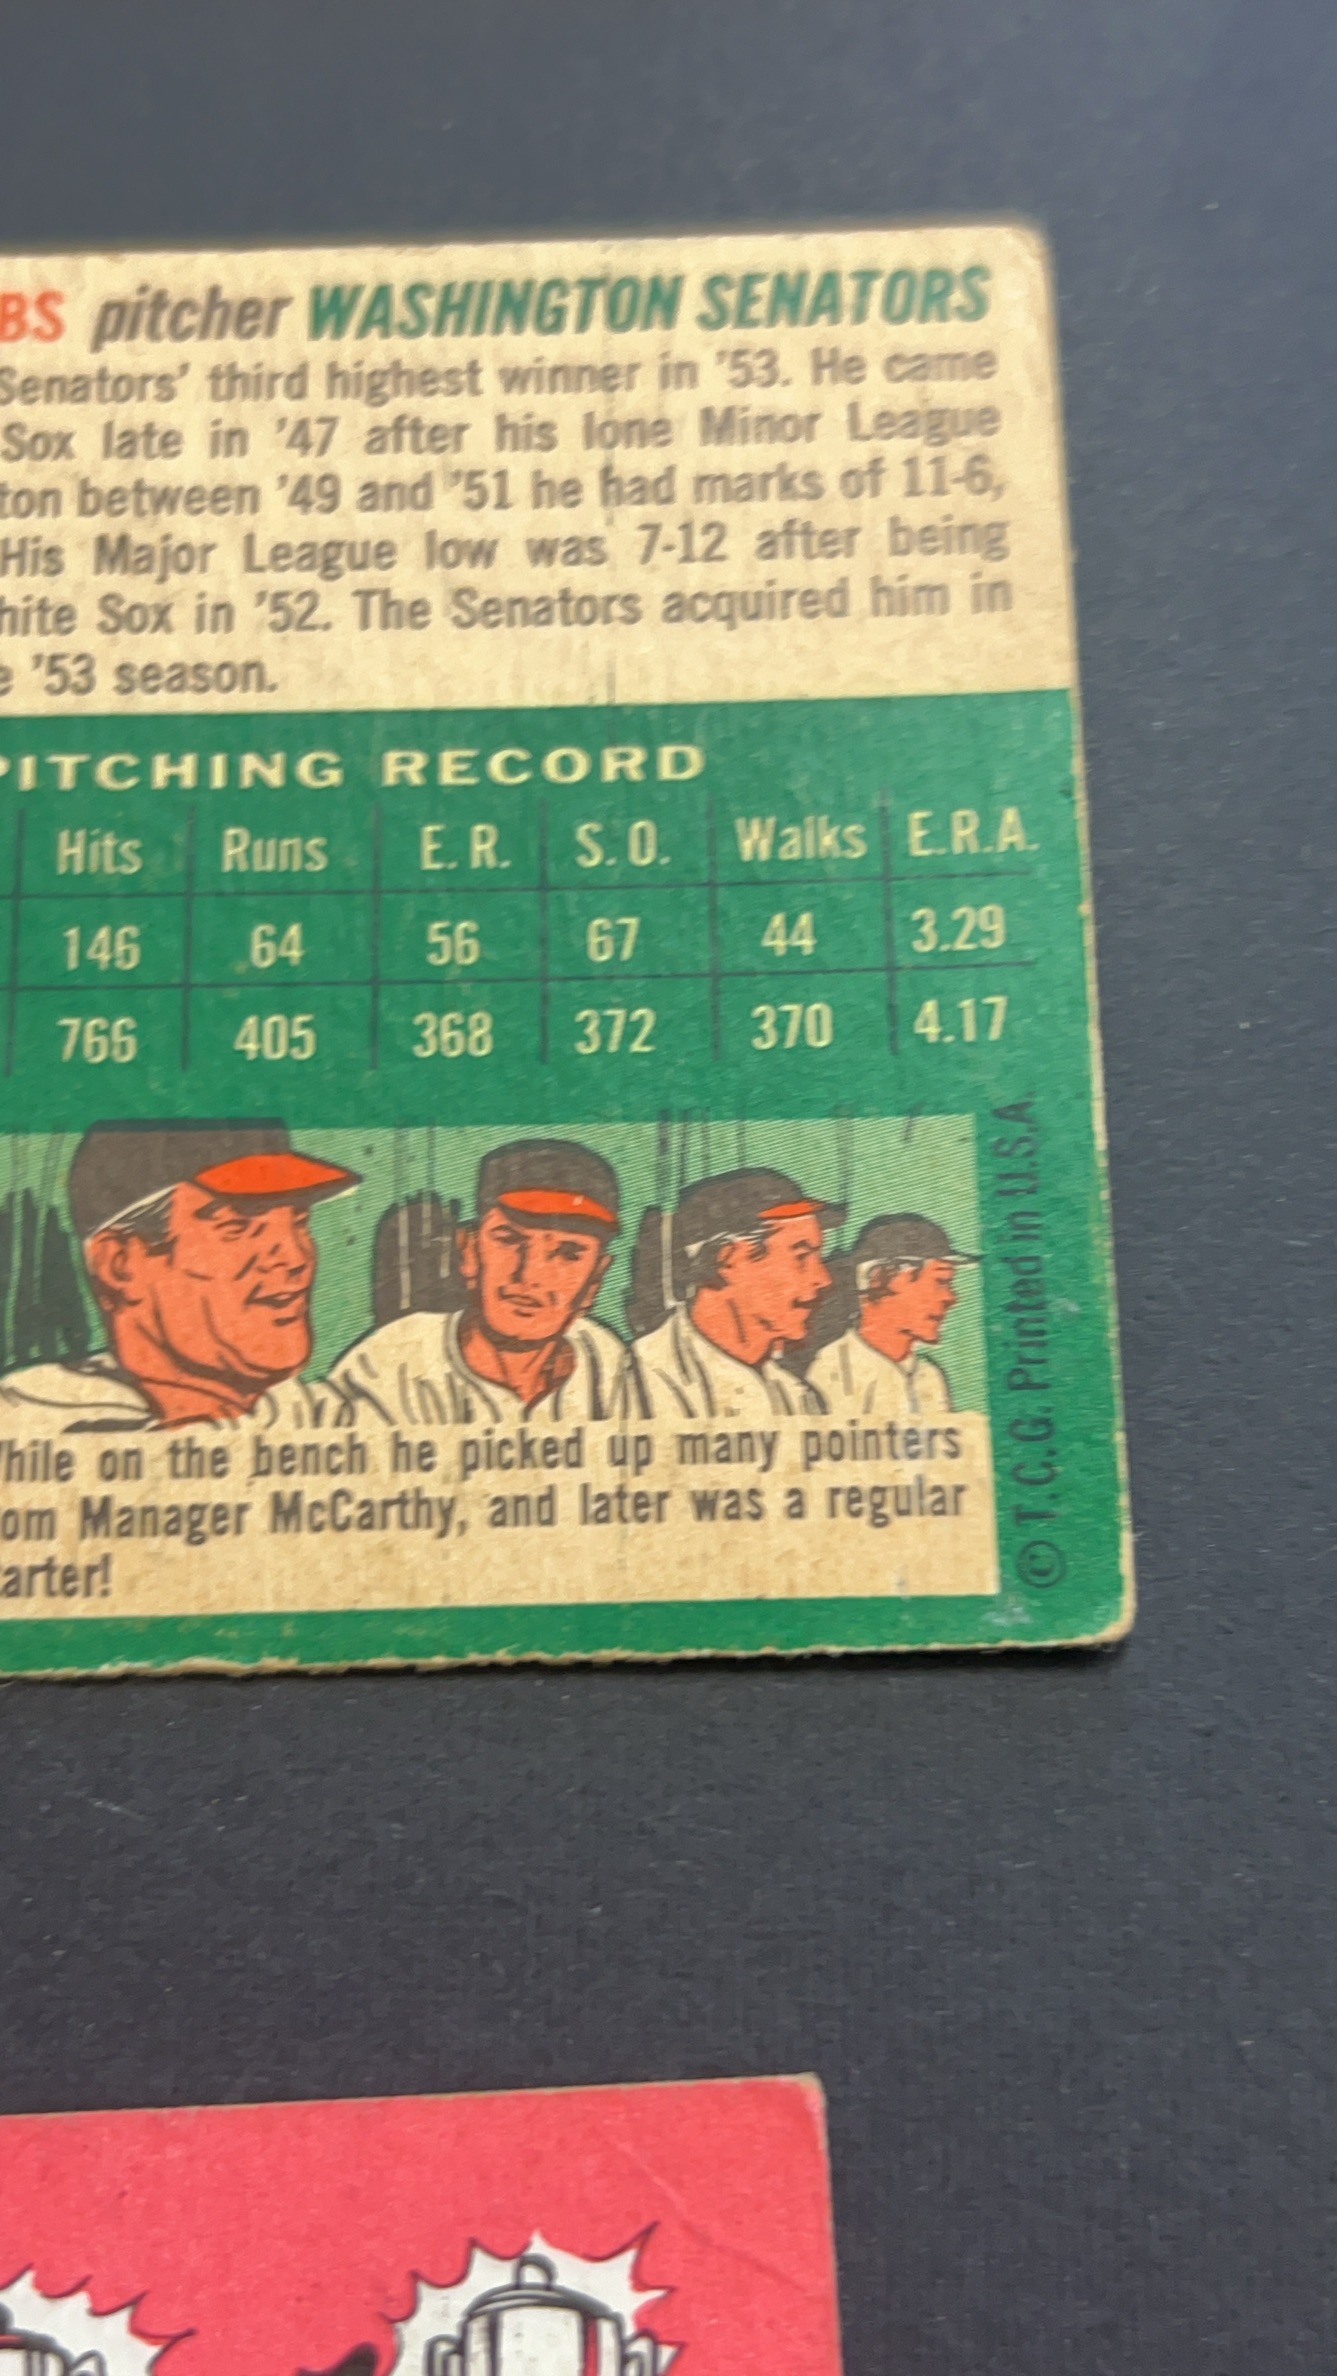 BS pitcher WASHINGTON SENATORS
Senators' third highest winner in '53. He came
Sox late in '47 after his lone Minor League
ton between '49 and '51 he had marks of 11-6,
His Major League low was 7-12 after being
hite Sox in '52. The Senators acquired him in
e '53 season.
PITCHING RECORD
Hits Runs E. R. S. O. Walks E.R.A.
146 64 56 67 44 3.29
766 405 368 372 370 4.17
hile on the bench he picked up many pointers
om Manager McCarthy, and later was a regular
arter!
© T.C.G. Printed in U.S.A.